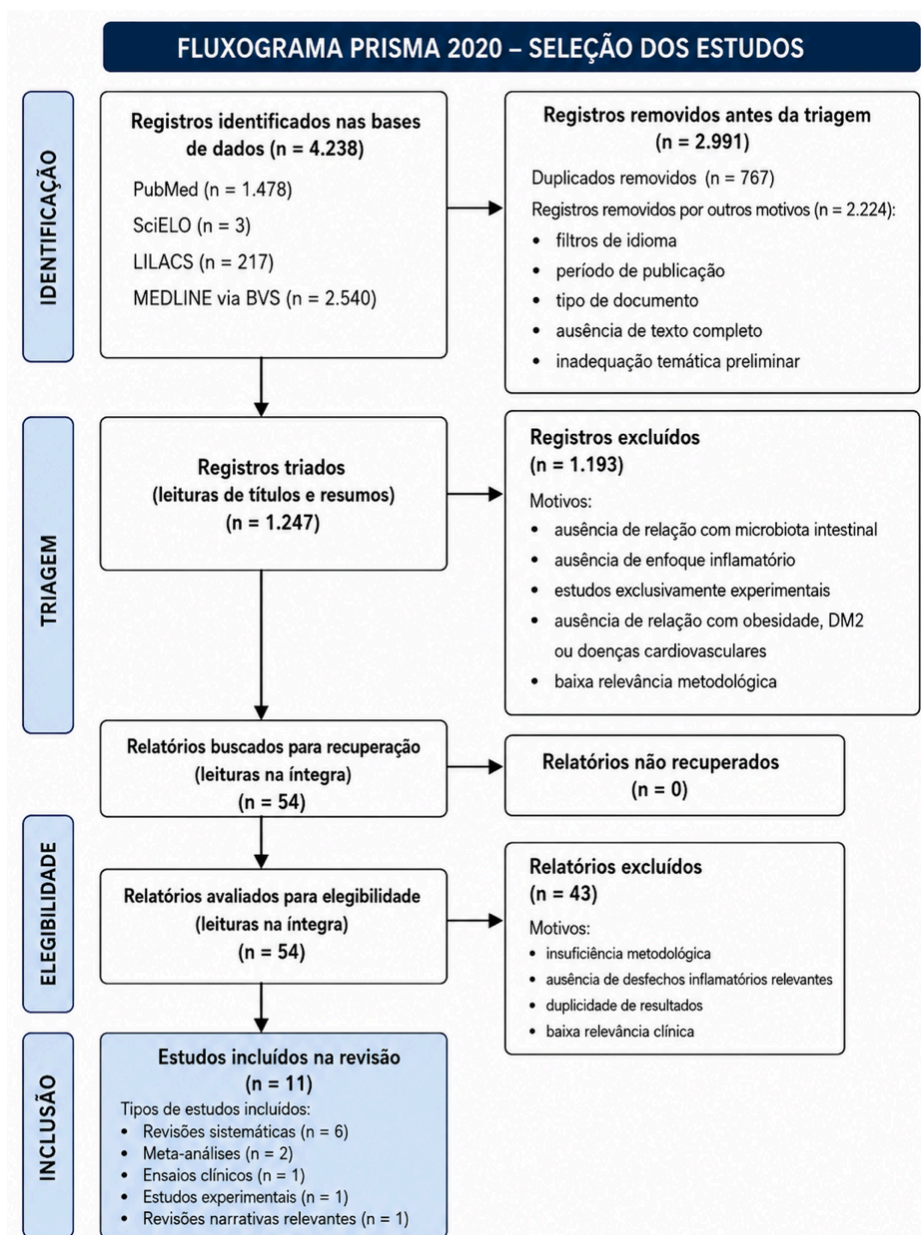 FLUXOGRAMA PRISMA 2020 – SELEÇÃO DOS ESTUDOS
IDENTIFICAÇÃO
Registros identificados nas bases
de dados (n = 4.238)
PubMed (n = 1.478)
SciELO (n = 3)
LILACS (n = 217)
MEDLINE via BVS (n = 2.540)
Registros removidos antes da triagem
(n = 2.991)
Duplicados removidos (n = 767)
Registros removidos por outros motivos (n = 2.224):
• filtros de idioma
• período de publicação
• tipo de documento
• ausência de texto completo
• inadequação temática preliminar
TRIAGEM
Registros triados
(leituras de títulos e resumos)
(n = 1.247)
Registros excluídos
(n = 1.193)
Motivos:
• ausência de relação com microbiota intestinal
• ausência de enfoque inflamatório
• estudos exclusivamente experimentais
• ausência de relação com obesidade, DM2
ou doenças cardiovasculares
• baixa relevância metodológica
Relatórios buscados para recuperação
(leituras na íntegra)
(n = 54)
Relatórios não recuperados
(n = 0)
ELEGIBILIDADE
Relatórios avaliados para elegibilidade
(leituras na íntegra)
(n = 54)
Relatórios excluídos
(n = 43)
Motivos:
• insuficiência metodológica
• ausência de desfechos inflamatórios relevantes
• duplicidade de resultados
• baixa relevância clínica
INCLUSÃO
Estudos incluídos na revisão
(n = 11)
Tipos de estudos incluídos:
• Revisões sistemáticas (n = 6)
• Meta-análises (n = 2)
• Ensaios clínicos (n = 1)
• Estudos experimentais (n = 1)
• Revisões narrativas relevantes (n = 1)